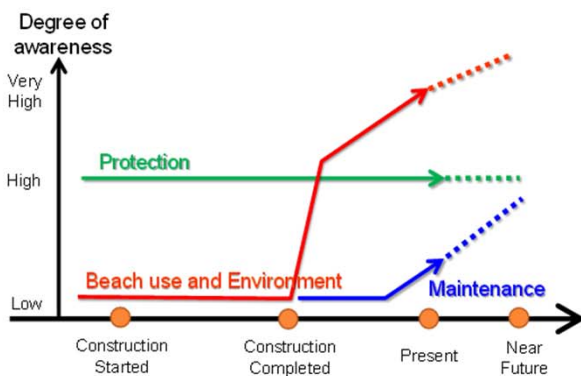 Degree of
awareness
Very
High
Protection
High
Beach use and Environment
Maintenance
Low
Construction
Started
Construction
Completed
Present
Near
Future